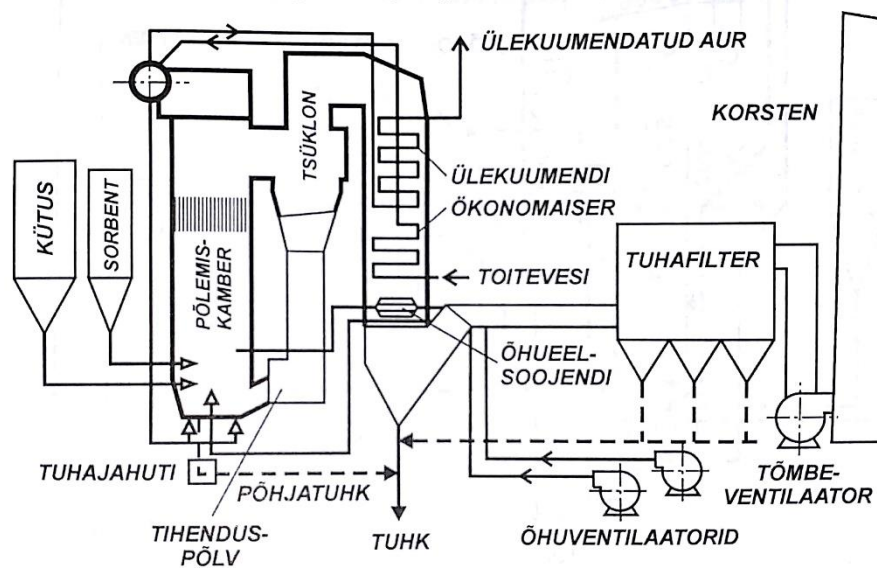 ÜLEKUUMENDATUD AUR
KORSTEN
TSÜKLON
KÜTUS
SORBENT
PÕLEMIS-
KAMBER
ÜLEKUUMENDI
ÖKONOMAISER
TOITEVESI
TUHAFILTER
ÕHUEEL-
SOOJENDI
TUHAJAHUTI
PÕHJATUHK
TIHENDUS-
PÕLV
TUHK
ÕHUVENTILAATORID
TÕMBE-
VENTILAATOR